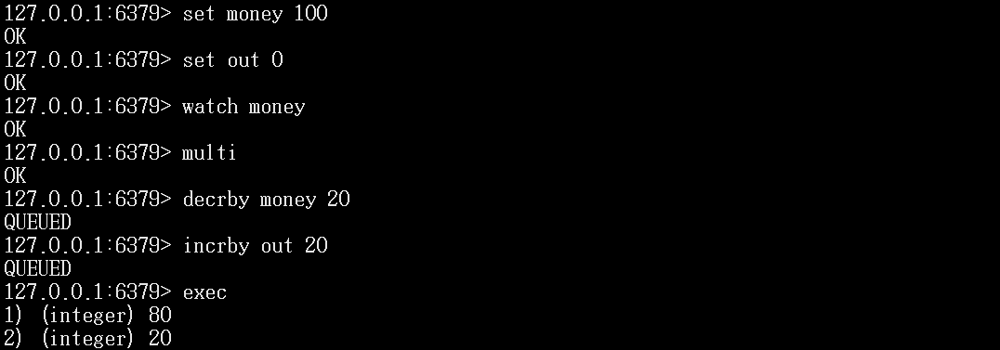 127.0.0.1:6379> set money 100
OK
127.0.0.1:6379> set out 0
OK
127.0.0.1:6379> watch money
OK
127.0.0.1:6379> multi
OK
127.0.0.1:6379> decrby money 20
QUEUED
127.0.0.1:6379> incrby out 20
QUEUED
127.0.0.1:6379> exec
1) (integer) 80
2) (integer) 20